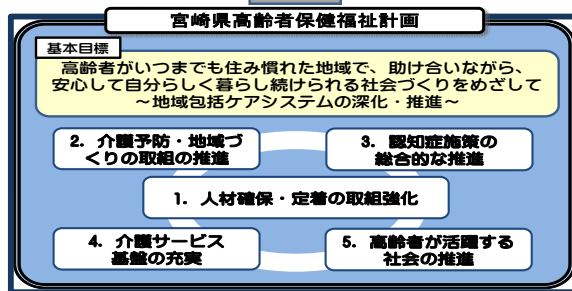 宮崎県高齢者保健福祉計画
基本目標
高齢者がいつまでも住み慣れた地域で、助け合いながら、
安心して自分らしく暮らし続けられる社会づくりをめざして
～地域包括ケアシステムの深化・推進～
2. 介護予防・地域づ
くりの取組の推進
3. 認知症施策の
総合的な推進
1. 人材確保・定着の取組強化
4. 介護サービス
基盤の充実
5. 高齢者が活躍する
社会の推進